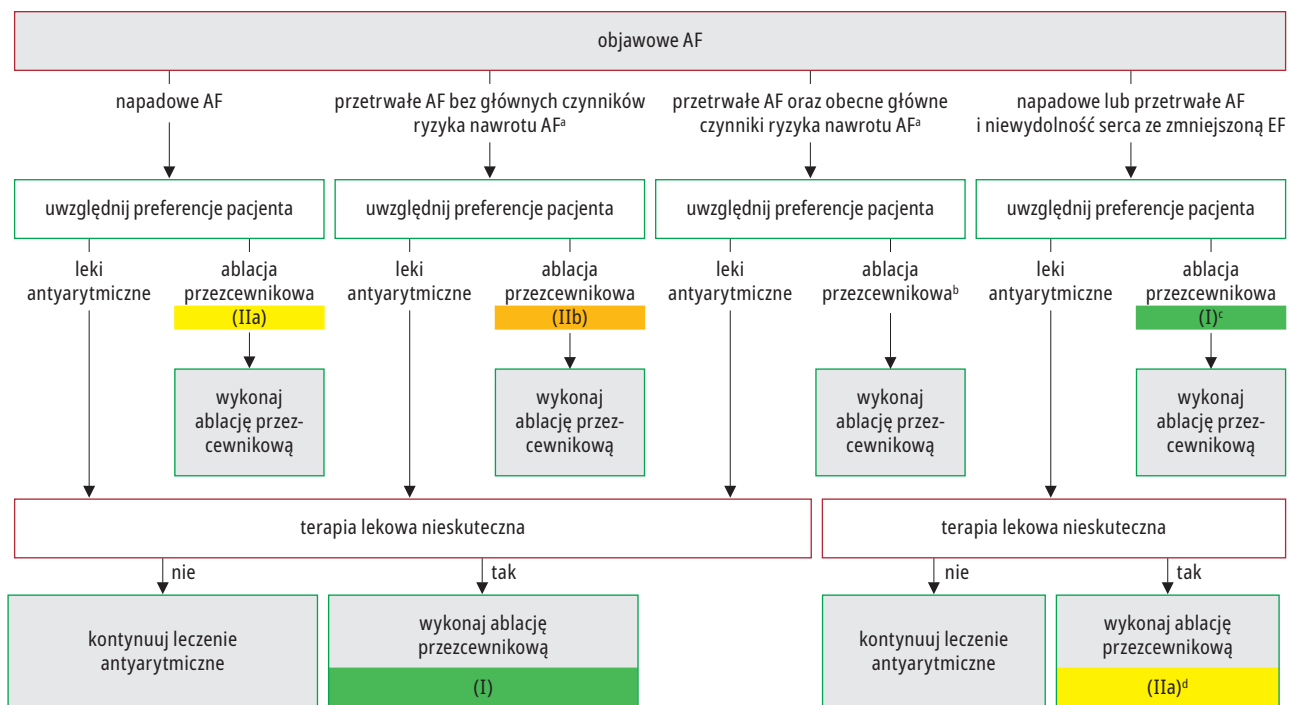 objawowe AF
napadowe AF
przetrwałe AF bez głównych czynników
ryzyka nawrotu AFᵃ
przetrwałe AF oraz obecne główne
czynniki ryzyka nawrotu AFᵃ
napadowe lub przetrwałe AF
i niewydolność serca ze zmniejszoną EF
uwzględnij preferencje pacjenta
uwzględnij preferencje pacjenta
uwzględnij preferencje pacjenta
uwzględnij preferencje pacjenta
leki
antyarytmiczne
ablacja
przezcewnikowa
(IIa)
leki
antyarytmiczne
ablacja
przezcewnikowa
(IIb)
leki
antyarytmiczne
ablacja
przezcewnikowaᵇ
leki
antyarytmiczne
ablacja
przezcewnikowa
(I)ᶜ
wykonaj
ablację przez-
cewnikową
wykonaj
ablację przez-
cewnikową
wykonaj
ablację przez-
cewnikową
wykonaj
ablację przez-
cewnikową
terapia lekowa nieskuteczna
terapia lekowa nieskuteczna
nie
tak
nie
tak
kontynuuj leczenie
antyarytmiczne
wykonaj ablację
przezcewnikową
(I)
kontynuuj leczenie
antyarytmiczne
wykonaj ablację
przezcewnikową
(IIa)ᵈ